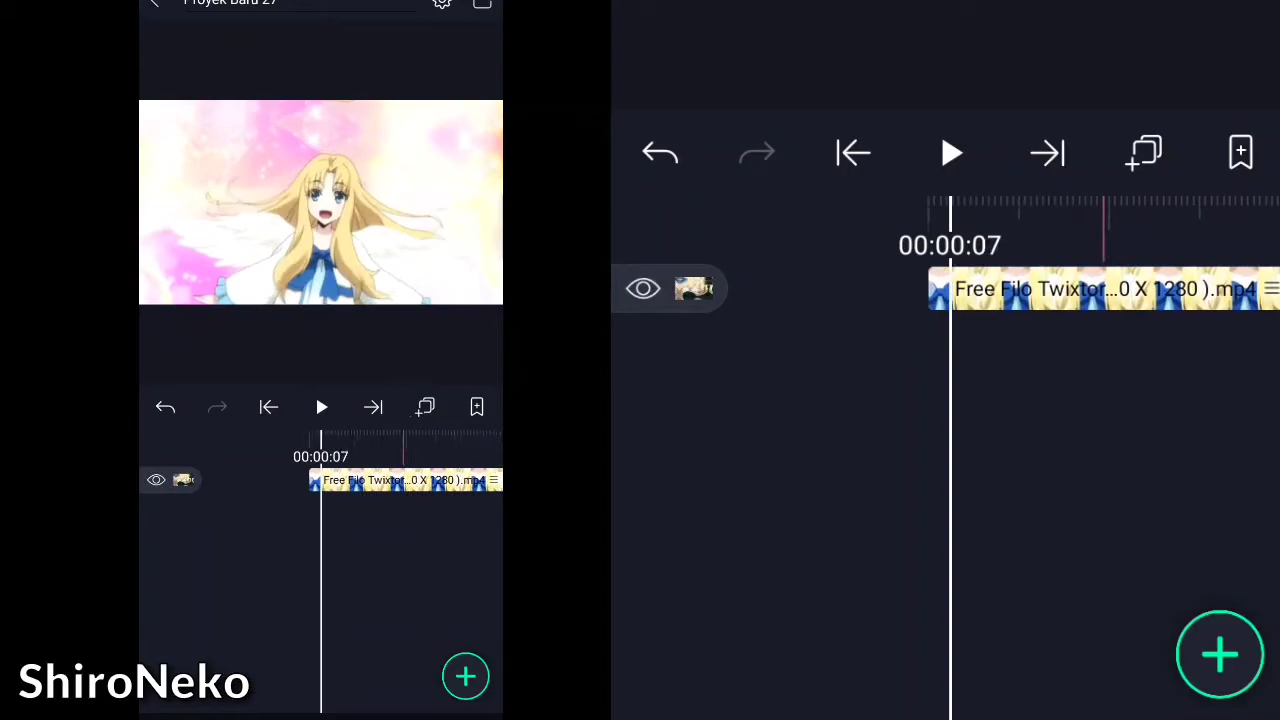 Proyek Baru 27
00:00:07
Free Filo Twixtor...0 X 1280 ).mp4
00:00:07
Free Filo Twixtor...0 X 1280 ).mp4
ShiroNeko